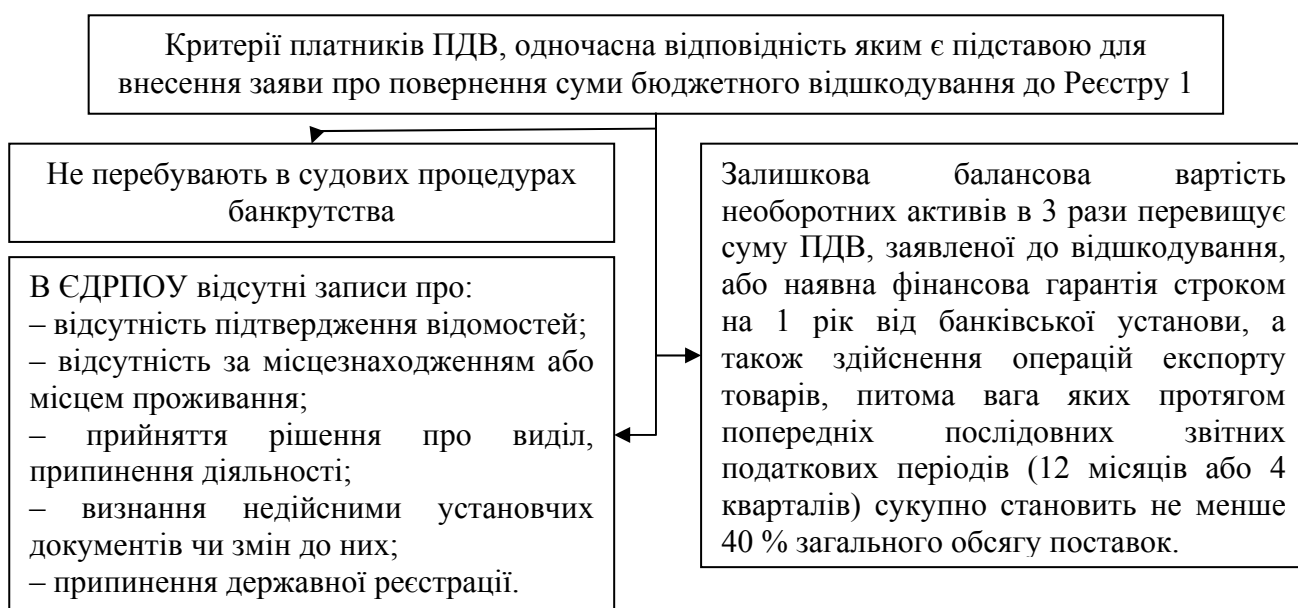 Критерії платників ПДВ, одночасна відповідність яким є підставою для
внесення заяви про повернення суми бюджетного відшкодування до Реєстру 1
Не перебувають в судових процедурах
банкрутства
В ЄДРПОУ відсутні записи про:
– відсутність підтвердження відомостей;
– відсутність за місцезнаходженням або
місцем проживання;
– прийняття рішення про виділ,
припинення діяльності;
– визнання недійсними установчих
документів чи змін до них;
– припинення державної реєстрації.
Залишкова балансова вартість
необоротних активів в 3 рази перевищує
суму ПДВ, заявленої до відшкодування,
або наявна фінансова гарантія строком
на 1 рік від банківської установи, а
також здійснення операцій експорту
товарів, питома вага яких протягом
попередніх послідовних звітних
податкових періодів (12 місяців або 4
кварталів) сукупно становить не менше
40 % загального обсягу поставок.